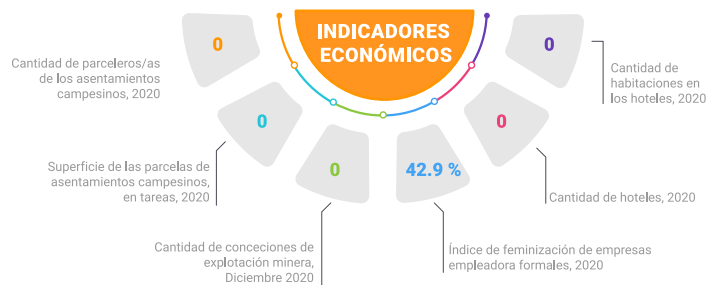 INDICADORES
ECONÓMICOS
0
Cantidad de parceleros/as
de los asentamientos
campesinos, 2020
0
Superficie de las parcelas de
asentamientos campesinos,
en tareas, 2020
0
Cantidad de conceciones de
explotación minera,
Diciembre 2020
42.9 %
Índice de feminización de empresas
empleadora formales, 2020
0
Cantidad de hoteles, 2020
0
Cantidad de
habitaciones en
los hoteles, 2020